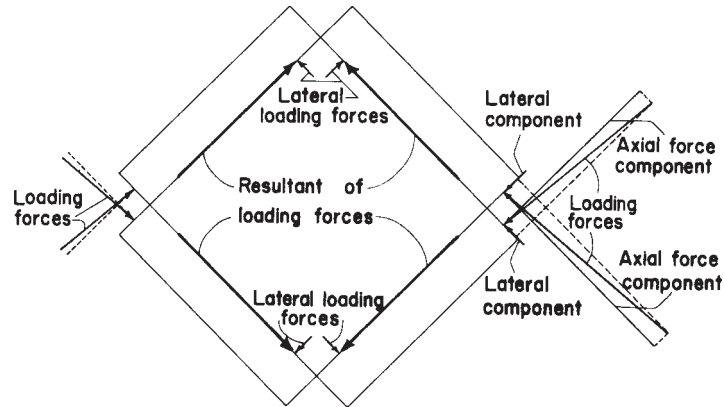 Lateral
loading forces
Lateral
component
Axial force
component
Loading
forces
Resultant of
loading forces
Loading
forces
Axial force
component
Lateral loading
forces
Lateral
component